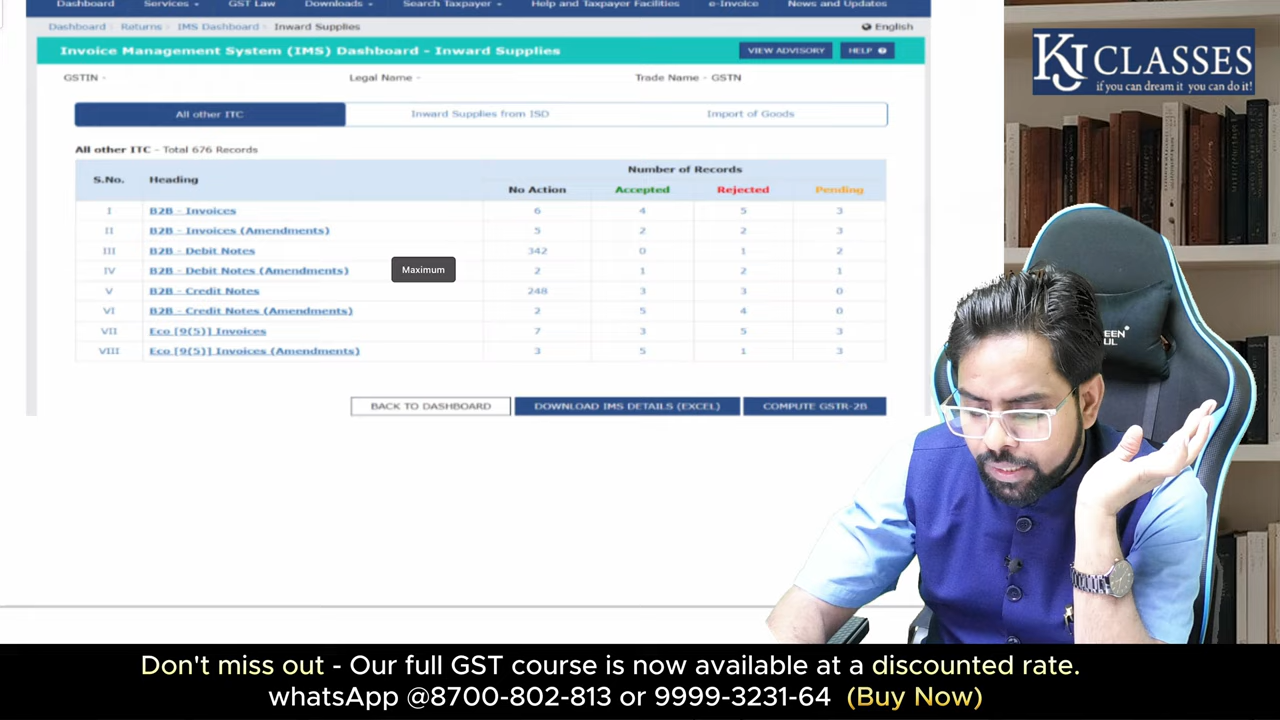 Dashboard Services GST Law Downloads Search Taxpayer Help and Taxpayer Facilities e-Invoice News and Updates
Dashboard Returns IMS Dashboard Inward Supplies English
Invoice Management System (IMS) Dashboard - Inward Supplies VIEW ADVISORY HELP
GSTIN - Legal Name - Trade Name - GSTN
All other ITC Inward Supplies from ISD Import of Goods
All other ITC - Total 676 Records
S.No. Heading Number of Records
No Action Accepted Rejected Pending
I B2B - Invoices 6 4 5 3
II B2B - Invoices (Amendments) 5 2 2 3
III B2B - Debit Notes 342 0 1 2
IV B2B - Debit Notes (Amendments) 2 1 2 1
Maximum
V B2B - Credit Notes 248 3 3 0
VI B2B - Credit Notes (Amendments) 2 5 4 0
VII Eco [9(5)] Invoices 7 3 5 3
VIII Eco [9(5)] Invoices (Amendments) 3 5 1 3
BACK TO DASHBOARD DOWNLOAD IMS DETAILS (EXCEL) COMPUTE GSTR-2B
KJ CLASSES
if you can dream it you can do it!
Don't miss out - Our full GST course is now available at a discounted rate.
whatsApp @8700-802-813 or 9999-3231-64 (Buy Now)